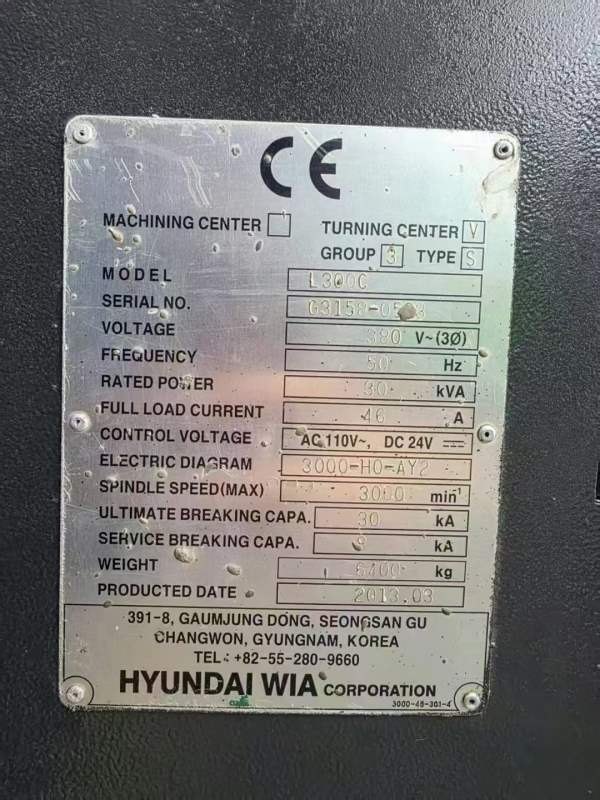 CE
MACHINING CENTER TURNING CENTER V
GROUP 3 TYPE S
MODEL L300C
SERIAL NO.
VOLTAGE 380 V~(3Ø)
FREQUENCY 50 Hz
RATED POWER 30 kVA
FULL LOAD CURRENT 46 A
CONTROL VOLTAGE AC 110V~, DC 24V ⎓
ELECTRIC DIAGRAM 3000-H0-AY2
SPINDLE SPEED(MAX) 3000 min⁻¹
ULTIMATE BREAKING CAPA. 30 kA
SERVICE BREAKING CAPA. kA
WEIGHT 6400 kg
PRODUCTED DATE 2013.03
391-8, GAUMJUNG DONG, SEONGSAN GU
CHANGWON, GYUNGNAM, KOREA
TEL : +82-55-280-9660
HYUNDAI WIA CORPORATION
3000-46-301-4